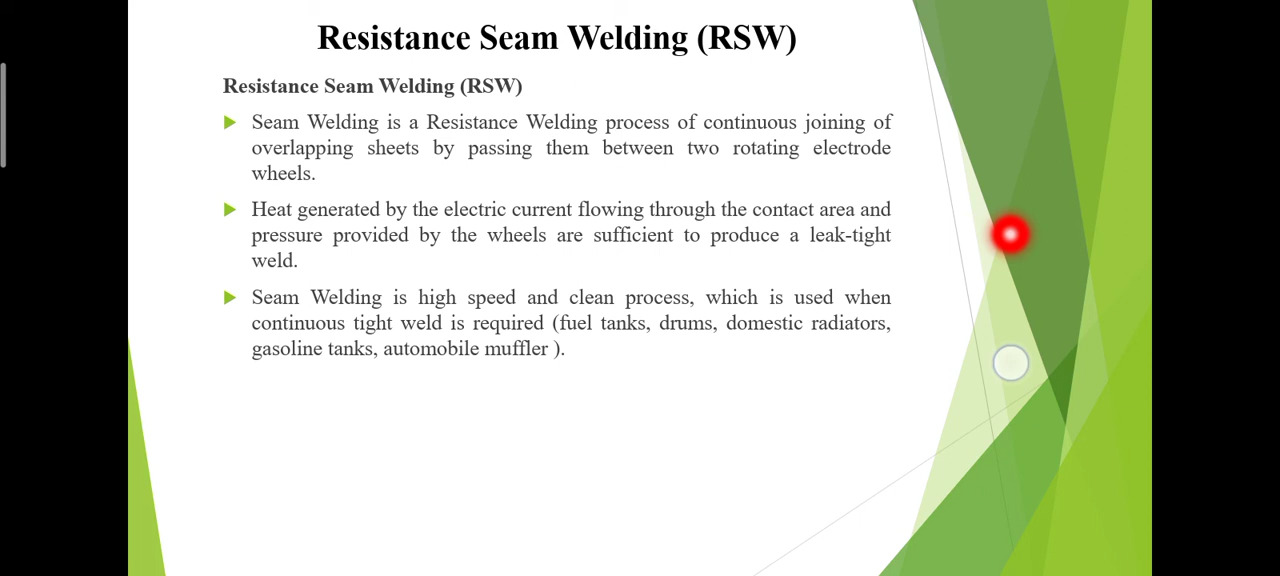 Resistance Seam Welding (RSW)
Resistance Seam Welding (RSW)
Seam Welding is a Resistance Welding process of continuous joining of
overlapping sheets by passing them between two rotating electrode
wheels.
Heat generated by the electric current flowing through the contact area and
pressure provided by the wheels are sufficient to produce a leak-tight
weld.
Seam Welding is high speed and clean process, which is used when
continuous tight weld is required (fuel tanks, drums, domestic radiators,
gasoline tanks, automobile muffler ).